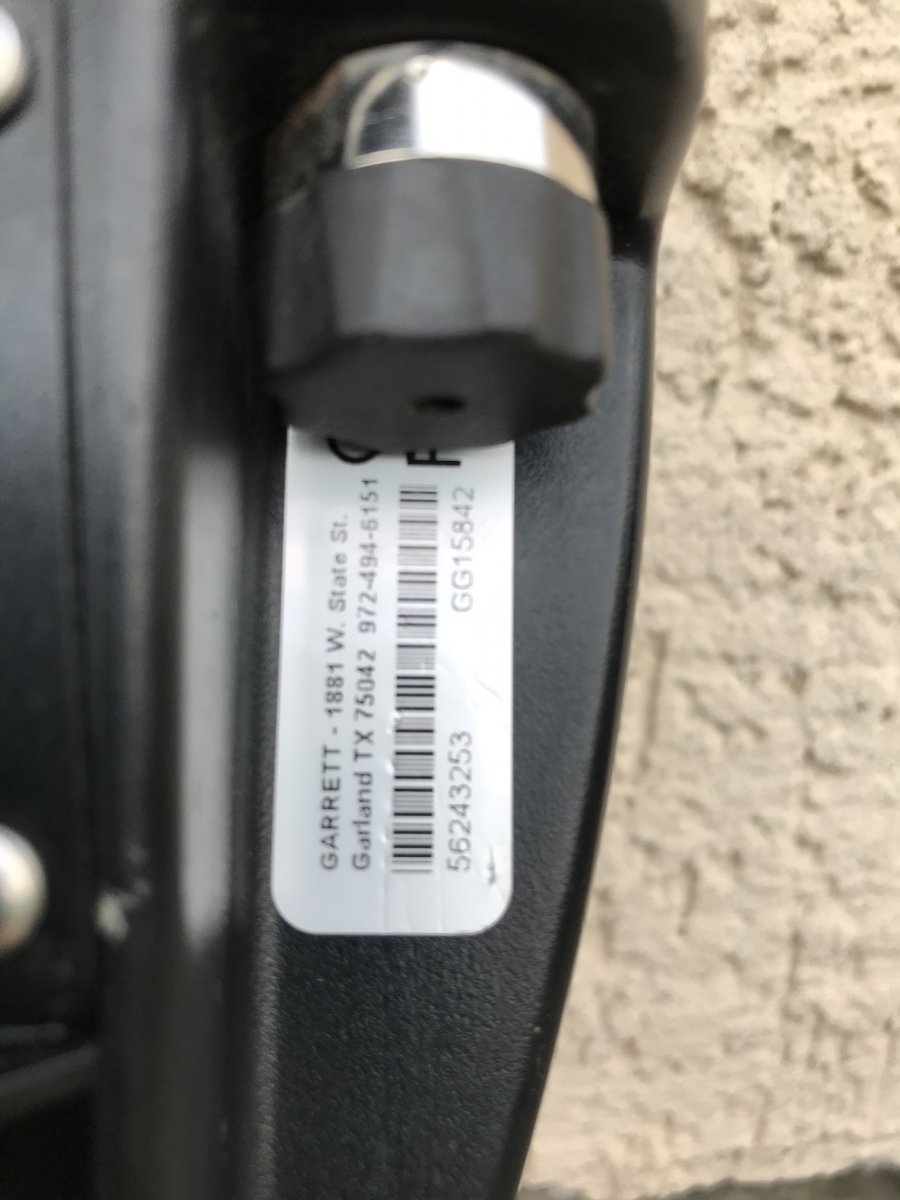 GARRETT - 1881 W. State St.
Garland TX 75042 972-494-6151
56243253 GG15842